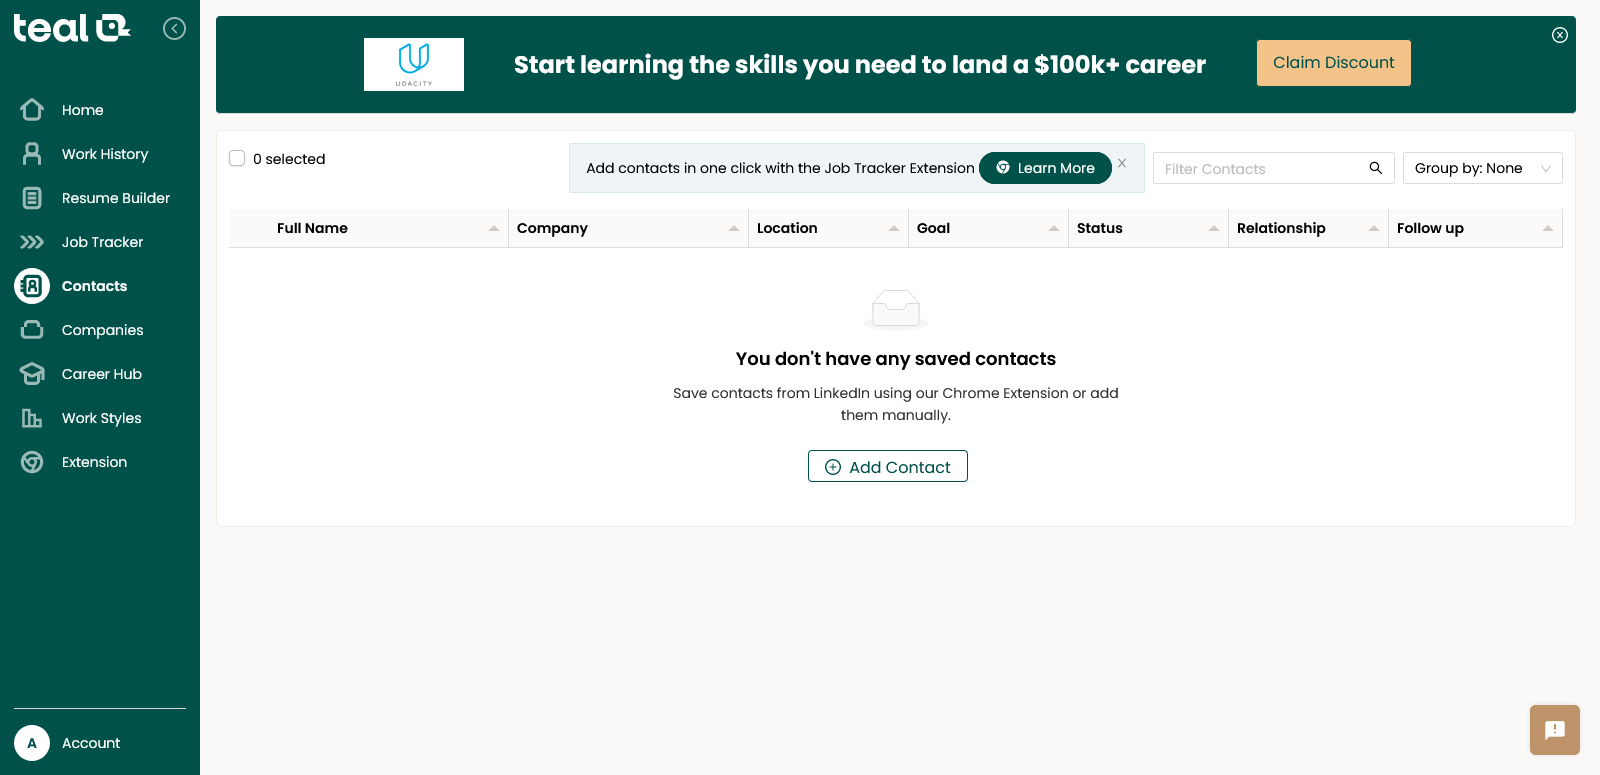 teal
Home
Work History
Resume Builder
Job Tracker
Contacts
Companies
Career Hub
Work Styles
Extension
A Account
UDACITY
Start learning the skills you need to land a $100k+ career
Claim Discount
0 selected
Add contacts in one click with the Job Tracker Extension Learn More X
Filter Contacts
Group by: None
Full Name Company Location Goal Status Relationship Follow up
You don't have any saved contacts
Save contacts from LinkedIn using our Chrome Extension or add
them manually.
Add Contact